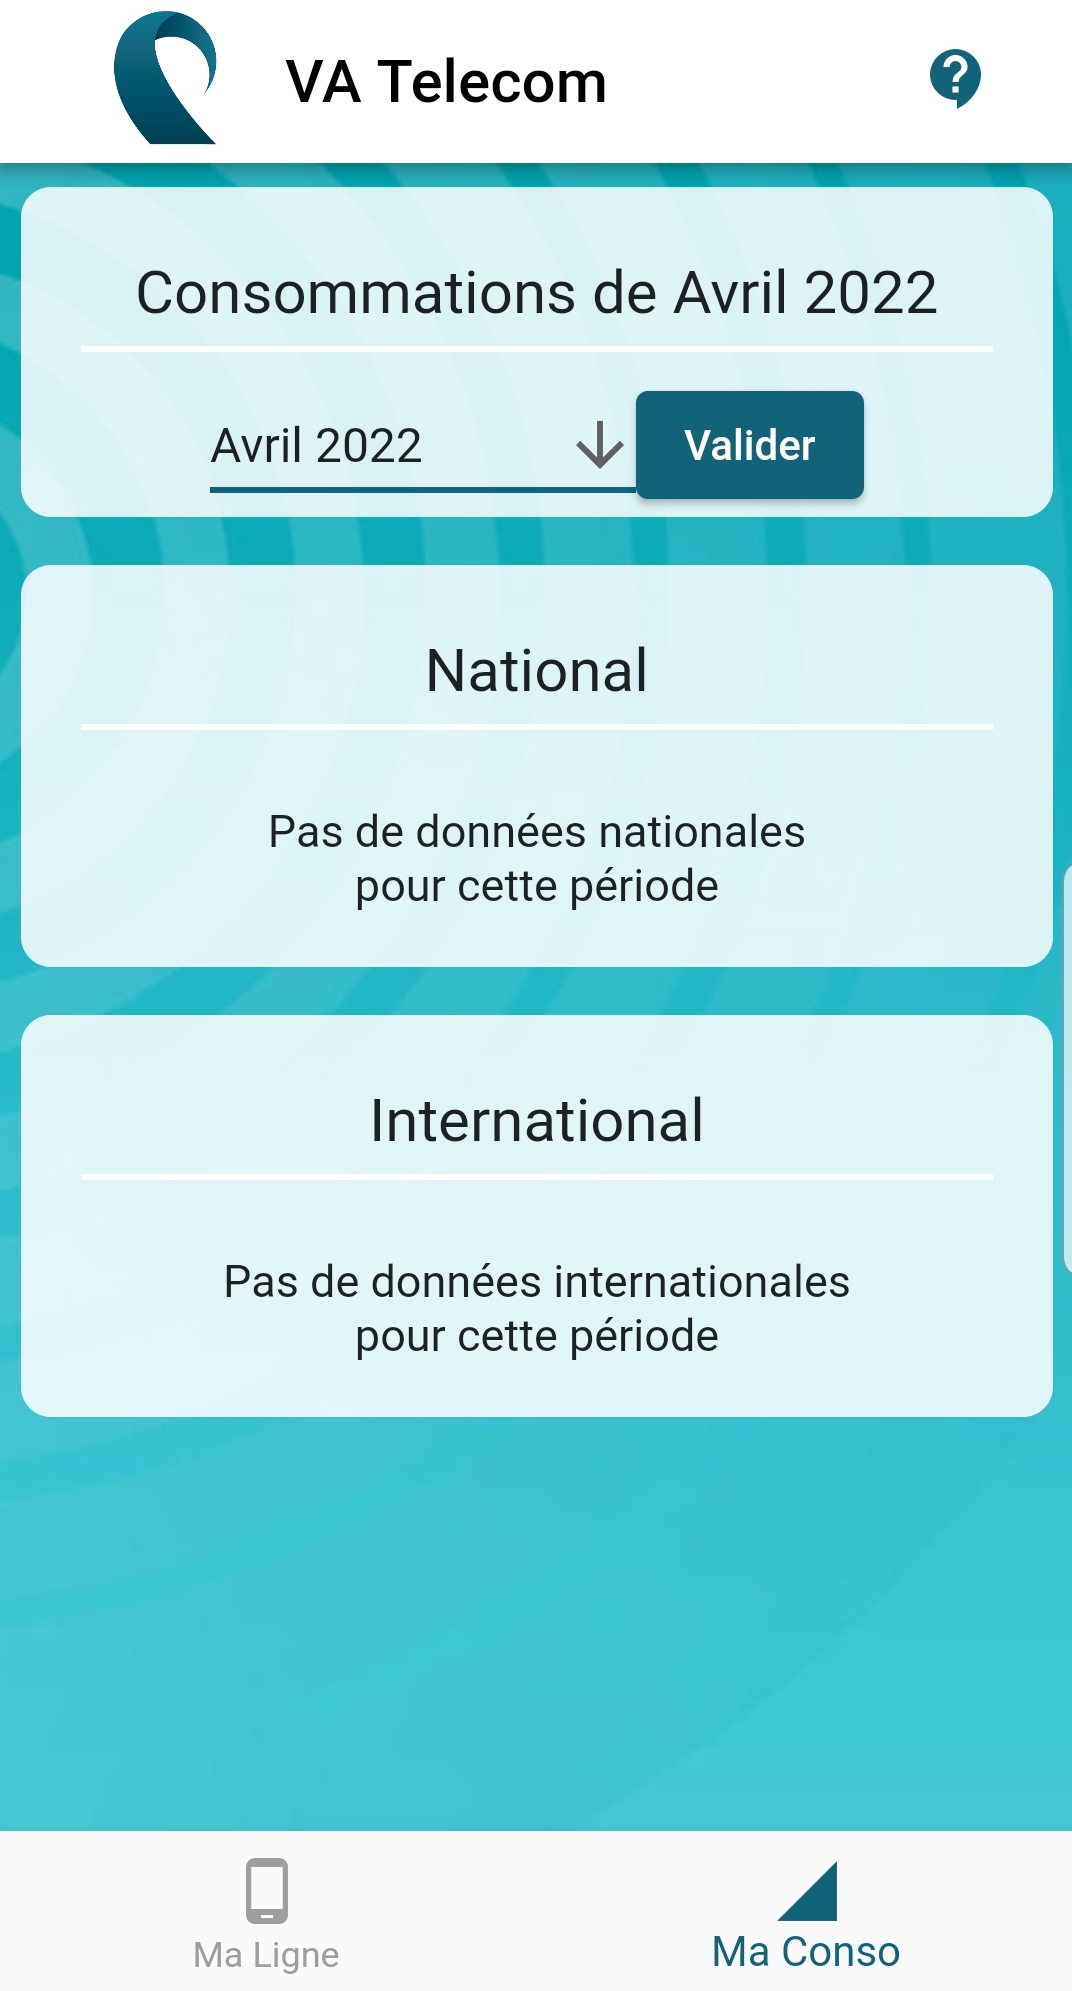 VA Telecom
Consommations de Avril 2022
Avril 2022
Valider
National
Pas de données nationales
pour cette période
International
Pas de données internationales
pour cette période
Ma Ligne
Ma Conso